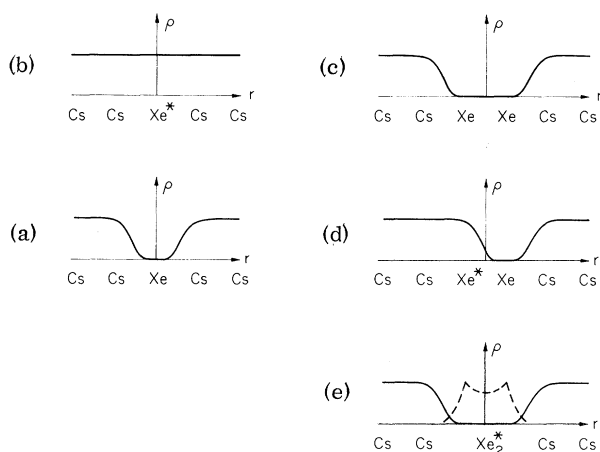 (b)
ρ
r
Cs Cs Xe* Cs Cs
(c)
ρ
r
Cs Cs Xe Xe Cs Cs
(a)
ρ
r
Cs Cs Xe Cs Cs
(d)
ρ
r
Cs Cs Xe* Xe Cs Cs
(e)
ρ
r
Cs Cs Xe₂* Cs Cs